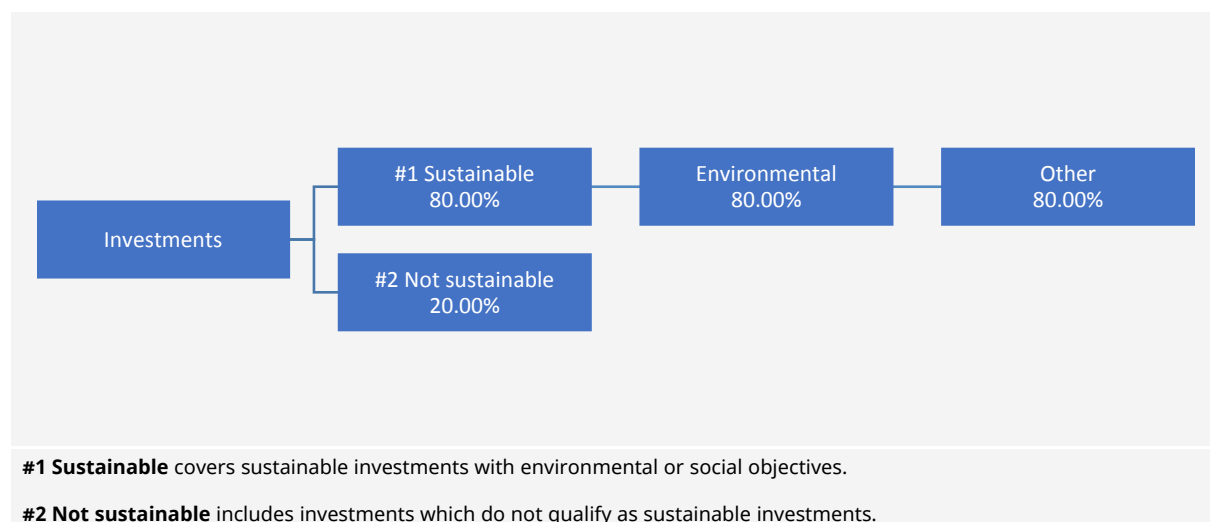 #1 Sustainable
80.00%
Environmental
80.00%
Other
80.00%
Investments
#2 Not sustainable
20.00%
#1 Sustainable covers sustainable investments with environmental or social objectives.
#2 Not sustainable includes investments which do not qualify as sustainable investments.